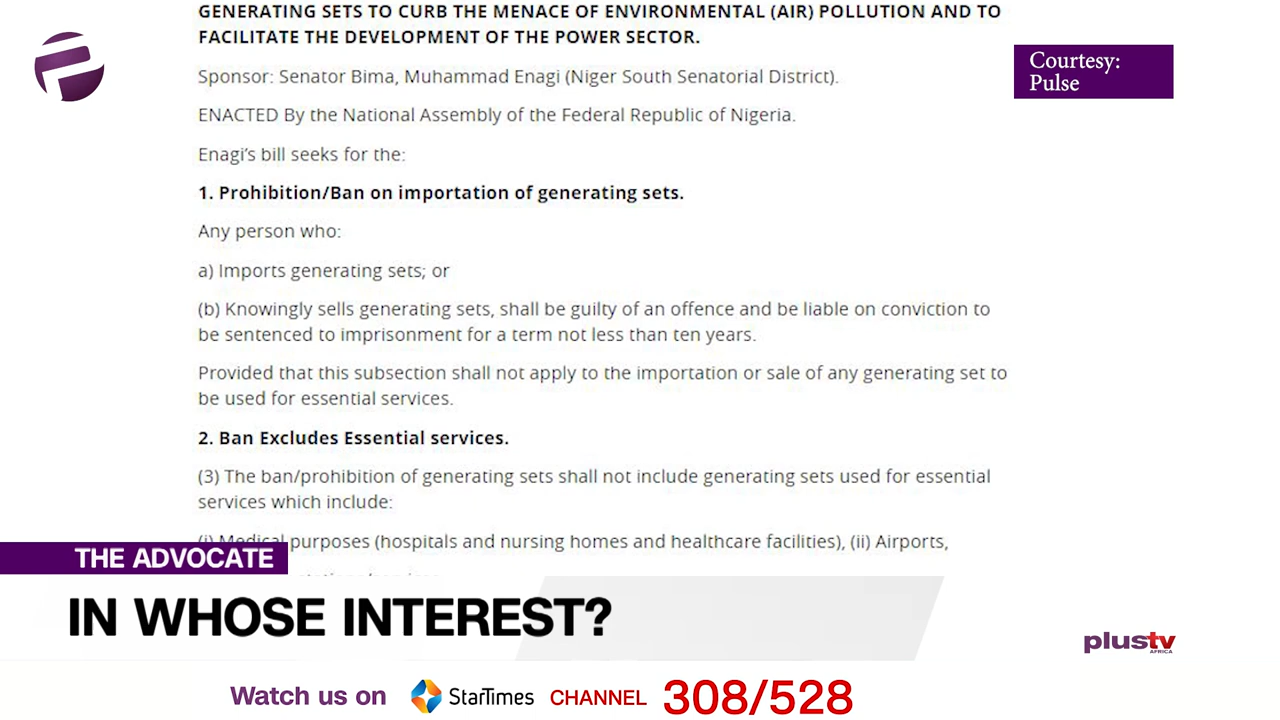 GENERATING SETS TO CURB THE MENACE OF ENVIRONMENTAL (AIR) POLLUTION AND TO
FACILITATE THE DEVELOPMENT OF THE POWER SECTOR.
Courtesy:
Pulse
Sponsor: Senator Bima, Muhammad Enagi (Niger South Senatorial District).
ENACTED By the National Assembly of the Federal Republic of Nigeria.
Enagi’s bill seeks for the:
1. Prohibition/Ban on importation of generating sets.
Any person who:
a) Imports generating sets; or
(b) Knowingly sells generating sets, shall be guilty of an offence and be liable on conviction to
be sentenced to imprisonment for a term not less than ten years.
Provided that this subsection shall not apply to the importation or sale of any generating set to
be used for essential services.
2. Ban Excludes Essential services.
(3) The ban/prohibition of generating sets shall not include generating sets used for essential
services which include:
(i) Medical purposes (hospitals and nursing homes and healthcare facilities), (ii) Airports,
THE ADVOCATE
IN WHOSE INTEREST?
plustv
AFRICA
Watch us on StarTimes CHANNEL 308/528